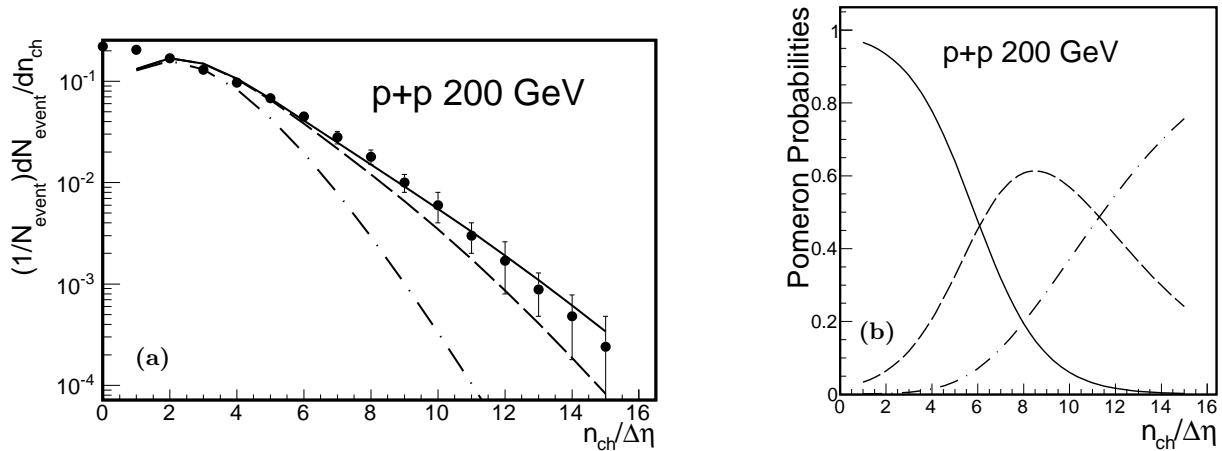 (1/N_event)dN_event/dn_ch
10^-1
10^-2
10^-3
10^-4
p+p 200 GeV
(a)
0 2 4 6 8 10 12 14 16
n_ch/Δη
Pomeron Probabilities
1
0.8
0.6
0.4
0.2
0
p+p 200 GeV
(b)
0 2 4 6 8 10 12 14 16
n_ch/Δη